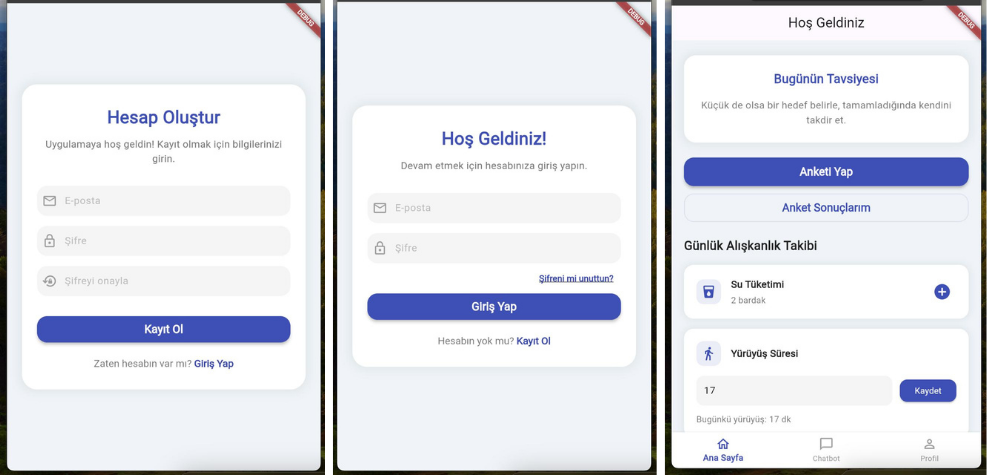 DEBUG
Hesap Oluştur
Uygulamaya hoş geldin! Kayıt olmak için bilgilerinizi
girin.
E-posta
Şifre
Şifreyi onayla
Kayıt Ol
Zaten hesabın var mı? Giriş Yap
DEBUG
Hoş Geldiniz!
Devam etmek için hesabınıza giriş yapın.
E-posta
Şifre
Şifreni mi unuttun?
Giriş Yap
Hesabın yok mu? Kayıt Ol
DEBUG
Hoş Geldiniz
Bugünün Tavsiyesi
Küçük de olsa bir hedef belirle, tamamladığında kendini
takdir et.
Anketi Yap
Anket Sonuçlarım
Günlük Alışkanlık Takibi
Su Tüketimi
2 bardak
Yürüyüş Süresi
17
Kaydet
Bugünkü yürüyüş: 17 dk
Ana Sayfa
Chatbot
Profil